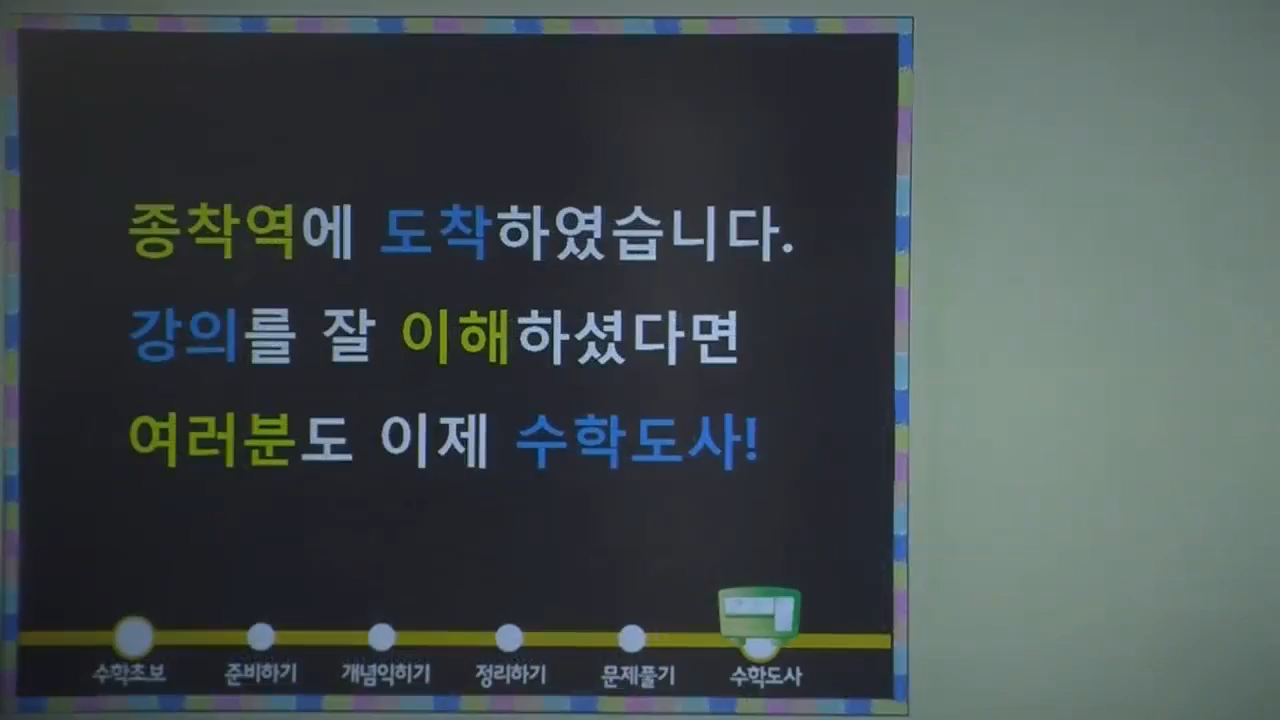 종착역에 도착하였습니다.
강의를 잘 이해하셨다면
여러분도 이제 수학도사!
수학초보 준비하기 개념익히기 정리하기 문제풀기 수학도사